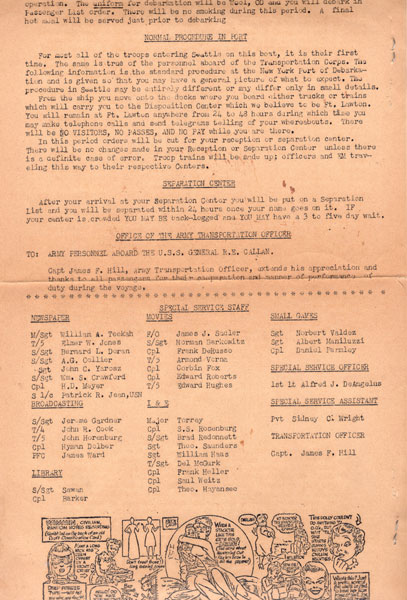 operation. The uniform for debarkation will be Wool, OD and you will debark in
Passenger list order. There will be no smoking during this period. A final
hot meal will be served just prior to debarking
NORMAL PROCEDURE IN PORT
For most all of the troops entering Seattle on this boat, it is their first
time. The same is true of the personnel aboard of the Transportation Corps. The
following information is the standard procedure at the New York Port of Debarka-
tion and is given so that you may have a general picture of what to expect. The
procedure in Seattle may be entirely different or may differ only in small details.
From the ship you move onto the docks where you board either trucks or trains
which will carry you to the Disposition Center which we believe to be Ft. Lawton.
You will remain at Ft. Lawton anywhere from 24 to 48 hours during which time you
may make telephone calls and send telegrams telling of your whereabouts. There
will be NO VISITORS, NO PASSES, AND NO PAY while you are there.
In this period orders will be cut for your reception or separation center.
There will be no changes made in your Reception or Separation Center unless there
is a definite case of error. Troop trains will be made up; officers and EM trav-
eling this way to their respective Centers.
SEPARATION CENTER
After your arrival at your Separation Center you will be put on a Separation
List and you will be separated within 24 hours once your name goes on it. IF
your center is crowded YOU MAY BE back-logged and YOU MAY have a 3 to five day wait.
OFFICE OF THE ARMY TRANSPORTATION OFFICER
TO: ARMY PERSONNEL ABOARD THE U.S.S. GENERAL R.E. CALLAN.
Capt James F. Hill, Army Transportation Officer, extends his appreciation and
thanks to all passengers for their cooperation and manner of performance
duty during the voyage.
SPECIAL SERVICE STAFF
NEWSPAPER MOVIES SMALL GAMES
M/Sgt William A. Teekah F/O James J. Sudler Sgt Norbert Valdez
T/5 Elmer W. Jones S/Sgt Herman Berkowitz Sgt Albert Maniluzzi
S/Sgt Bernard L. Doran Cpl Frank DeRusso Cpl Daniel Parmley
S/Sgt A.G. Collier T/5 Armond Verna
Sgt John C. Yarosz Cpl Corbin Fox SPECIAL SERVICE OFFICER
S/Sgt Wm. S. Crawford Cpl Edward Roberts
Cpl H.D. Meyer T/5 Edward Hughes 1st Lt Alfred J. DeAngelus
S 1/c Patrick R. Jean, USN
BROADCASTING I & E SPECIAL SERVICE ASSISTANT
S/Sgt Jerome Gardner Major Torrey Pvt Sidney C. Wright
T/4 John R. Cook Cpl S.S. Rosenburg
T/5 John Horenburg S/Sgt Brad Redonnett TRANSPORTATION OFFICER
Cpl Hyman Dolber Sgt Theo. Saunders
PFC James Ward Sgt William Haas Capt. James F. Hill
T/Sgt Del McGurk
LIBRARY Cpl Frank Heller
Cpl Saul Weitz
S/Sgt Sowan Cpl Theo. Mayansee
Cpl Harker